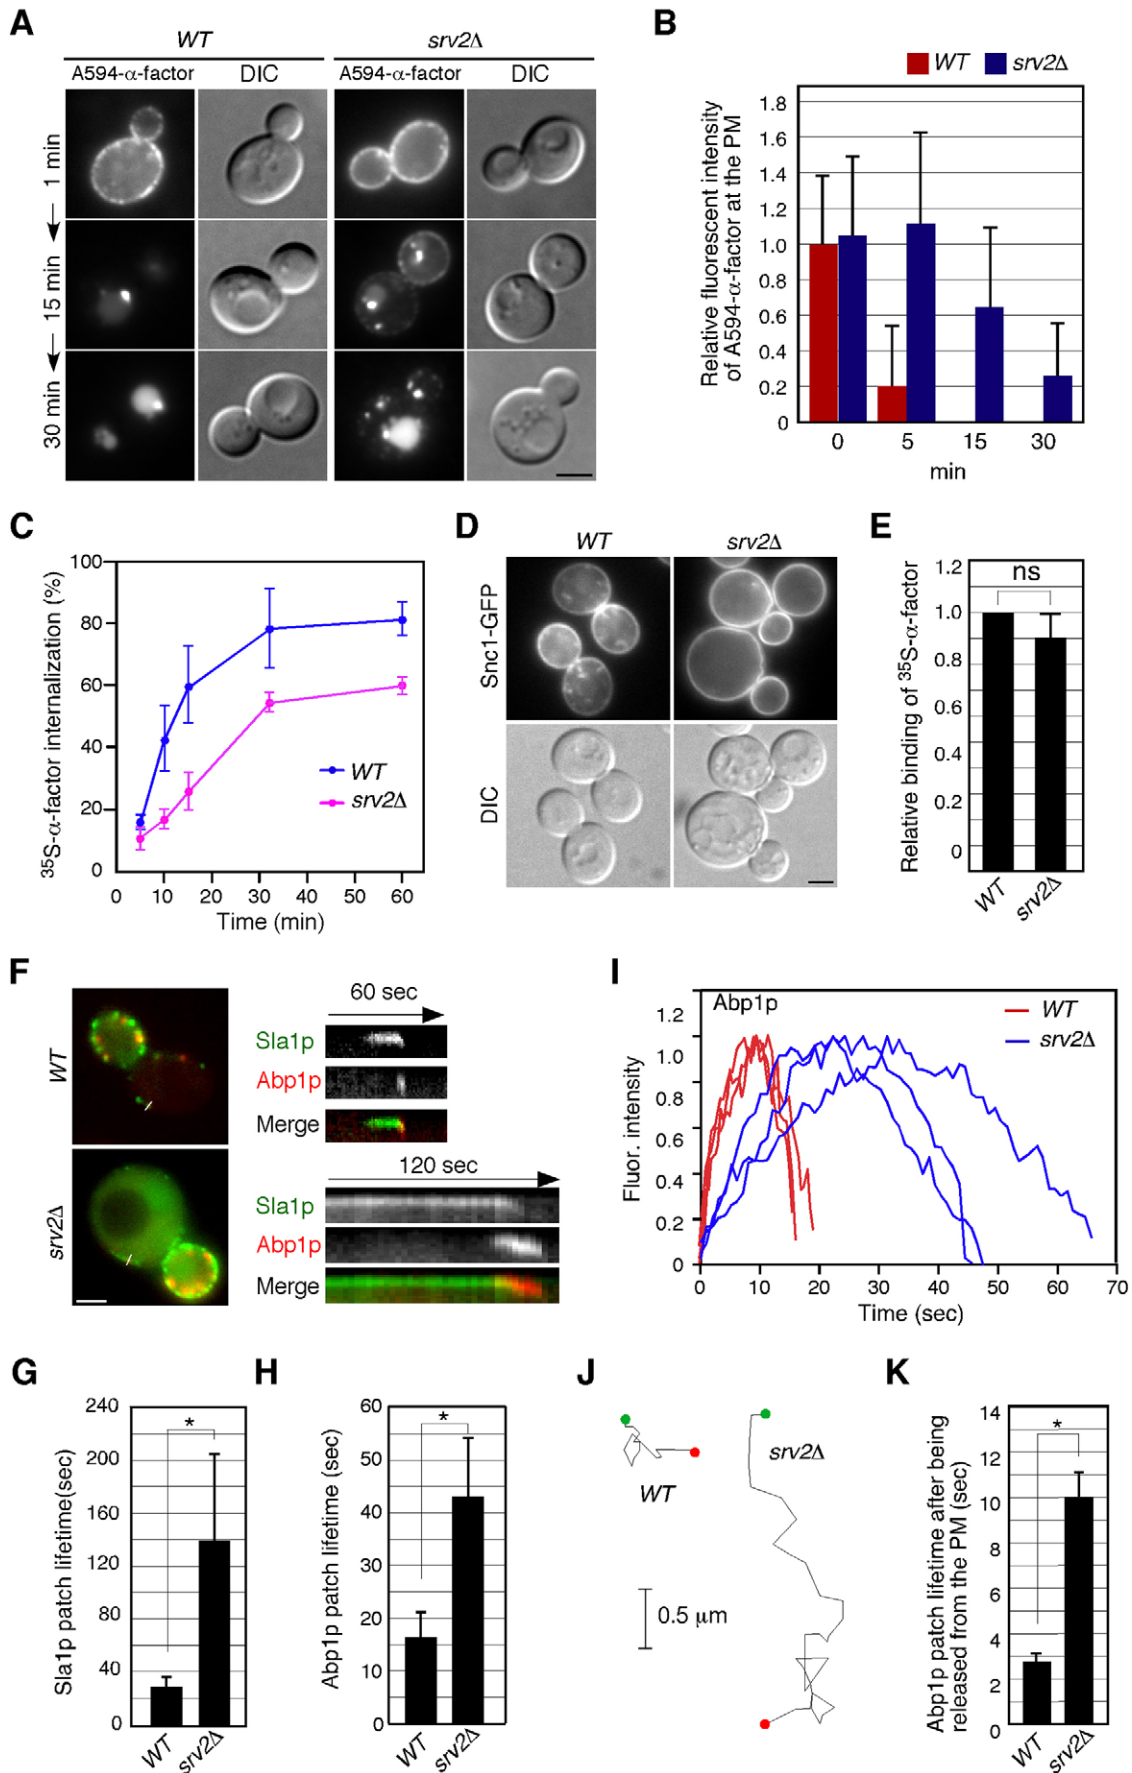 A
WT
srv2Δ
A594-α-factor
DIC
A594-α-factor
DIC
1 min
15 min
30 min
B
WT
srv2Δ
Relative fluorescent intensity
of A594-α-factor at the PM
1.8
1.6
1.4
1.2
1.0
0.8
0.6
0.4
0.2
0
0 5 15 30
min
C
35S-α-factor internalization (%)
100
80
60
40
20
0
WT
srv2Δ
0 10 20 30 40 50 60
Time (min)
D
WT
srv2Δ
Snc1-GFP
DIC
E
Relative binding of 35S-α-factor
1.2
1.0
0.8
0.6
0.4
0.2
0
ns
WT
srv2Δ
F
WT
srv2Δ
60 sec
Sla1p
Abp1p
Merge
120 sec
Sla1p
Abp1p
Merge
I
Abp1p
WT
srv2Δ
Fluor. intensity
1.2
1.0
0.8
0.6
0.4
0.2
0
0 10 20 30 40 50 60 70
Time (sec)
G
Sla1p patch lifetime(sec)
240
200
160
120
80
40
0
*
WT
srv2Δ
H
Abp1p patch lifetime (sec)
60
50
40
30
20
10
0
*
WT
srv2Δ
J
WT
srv2Δ
0.5 μm
K
Abp1p patch lifetime after being
released from the PM (sec)
14
12
10
8
6
4
2
0
*
WT
srv2Δ